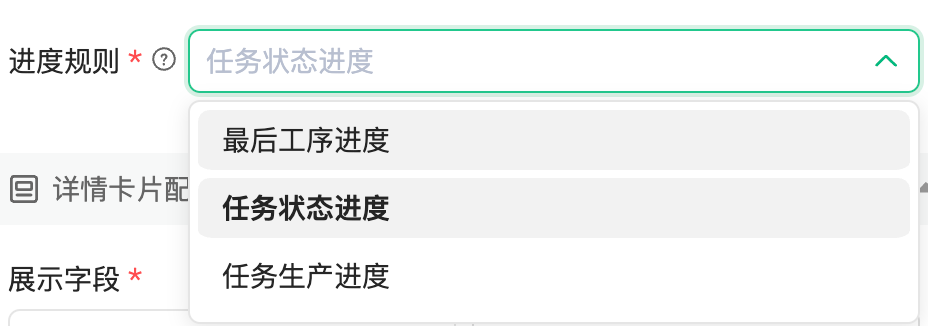 进度规则 * ? 任务状态进度
最后工序进度
详情卡片配
任务状态进度
展示字段 *
任务生产进度